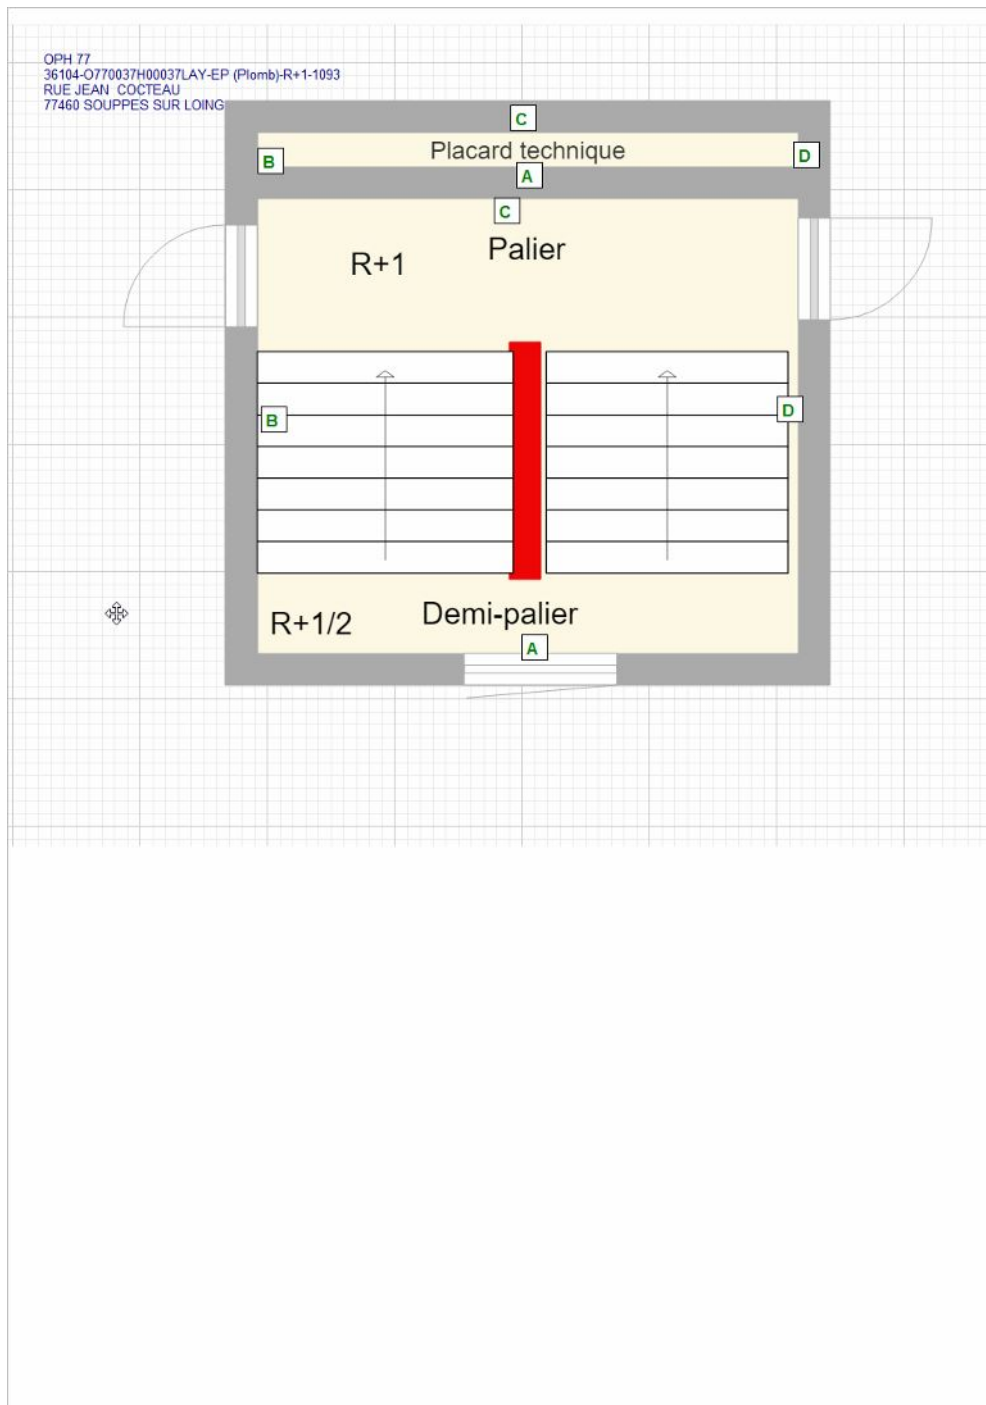 OPH 77
36104-O770037H00037LAY-EP (Plomb)-R+1-1093
RUE JEAN  COCTEAU
77460 SOUPPES SUR LOING
C
B
Placard technique
D
A
C
R+1
Palier
B
D
R+1/2
Demi-palier
A